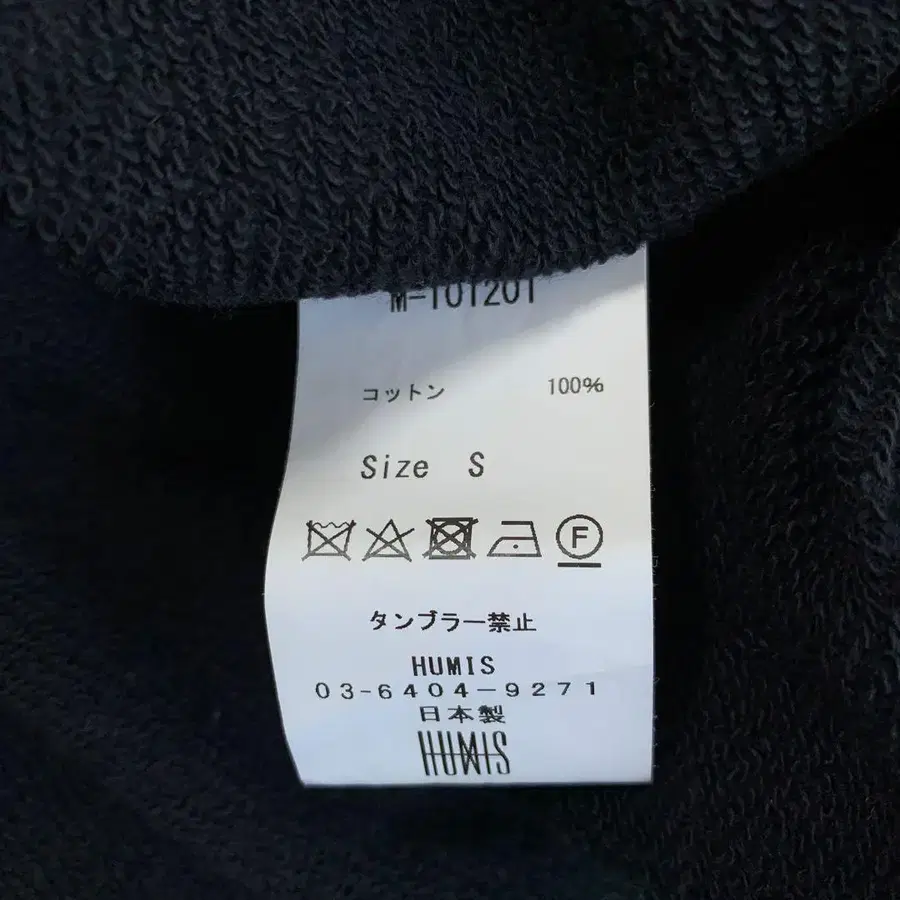 M-101201
コットン 100%
Size S
F
タンブラー禁止
HUMIS
03-6404-9271
日本製
HUMIS